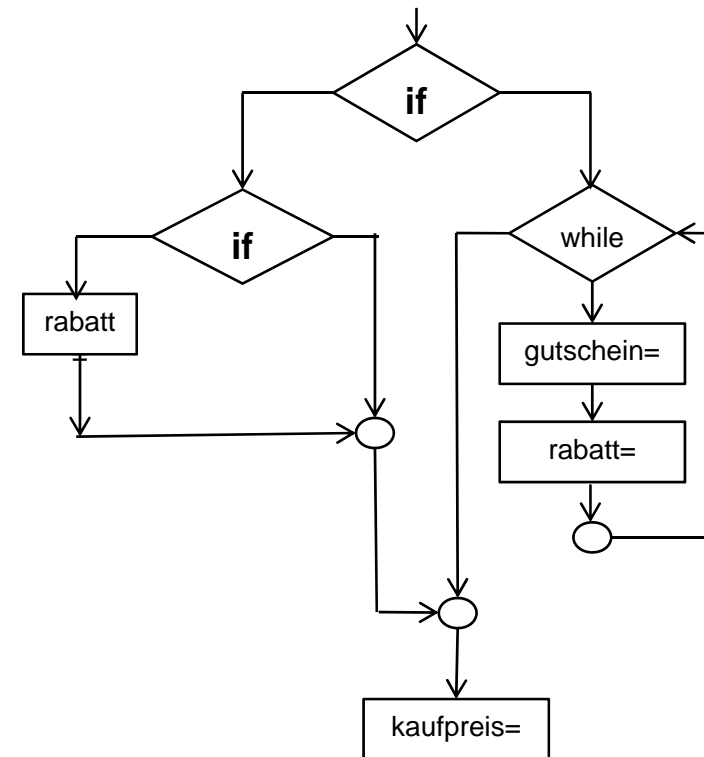 if
if
while
rabatt
=
gutschein=
rabatt=
kaufpreis=